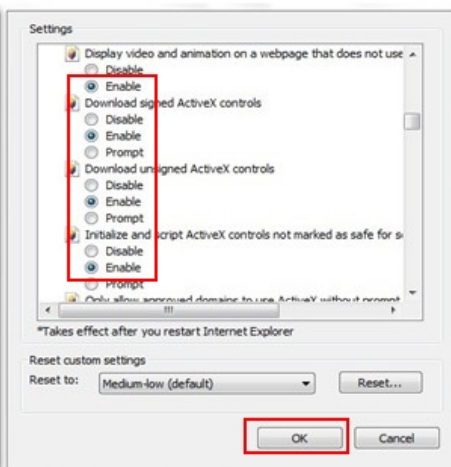 Settings
Display video and animation on a webpage that does not use
Disable
Enable
Download signed ActiveX controls
Disable
Enable
Prompt
Download unsigned ActiveX controls
Disable
Enable
Prompt
Initialize and script ActiveX controls not marked as safe for s
Disable
Enable
Prompt
Only allow approved domains to use ActiveX without prompt
*Takes effect after you restart Internet Explorer
Reset custom settings
Reset to: Medium-low (default) Reset...
OK Cancel